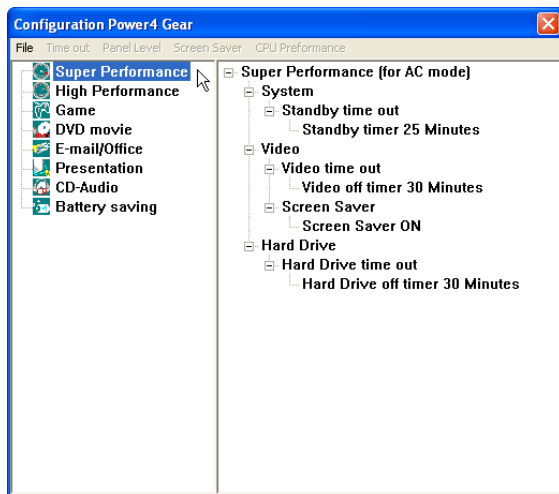 Configuration Power4 Gear
File Time out Panel Level Screen Saver CPU Preformance
Super Performance
High Performance
Game
DVD movie
E-mail/Office
Presentation
CD-Audio
Battery saving
Super Performance (for AC mode)
System
Standby time out
Standby timer 25 Minutes
Video
Video time out
Video off timer 30 Minutes
Screen Saver
Screen Saver ON
Hard Drive
Hard Drive time out
Hard Drive off timer 30 Minutes